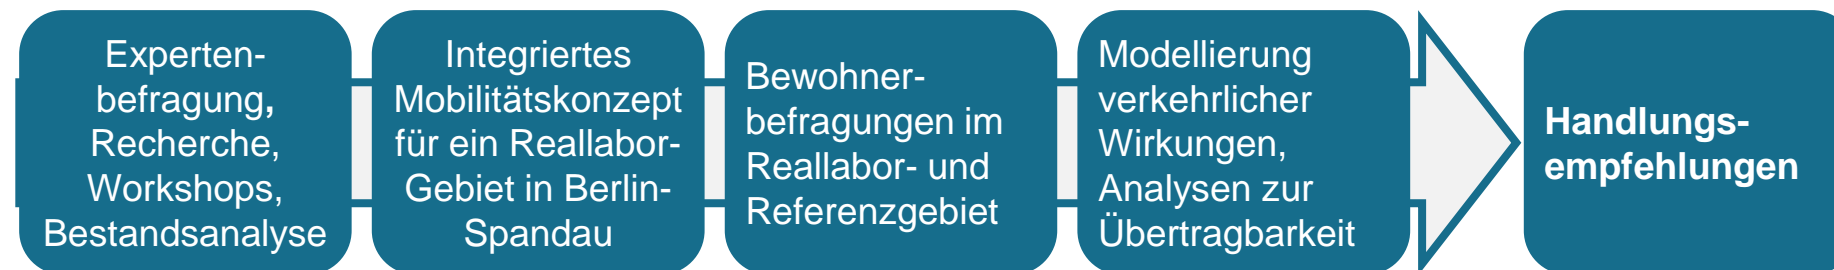 Experten-
befragung,
Recherche,
Workshops,
Bestandsanalyse
Integriertes
Mobilitätskonzept
für ein Reallabor-
Gebiet in Berlin-
Spandau
Bewohner-
befragungen im
Reallabor- und
Referenzgebiet
Modellierung
verkehrlicher
Wirkungen,
Analysen zur
Übertragbarkeit
Handlungs-
empfehlungen